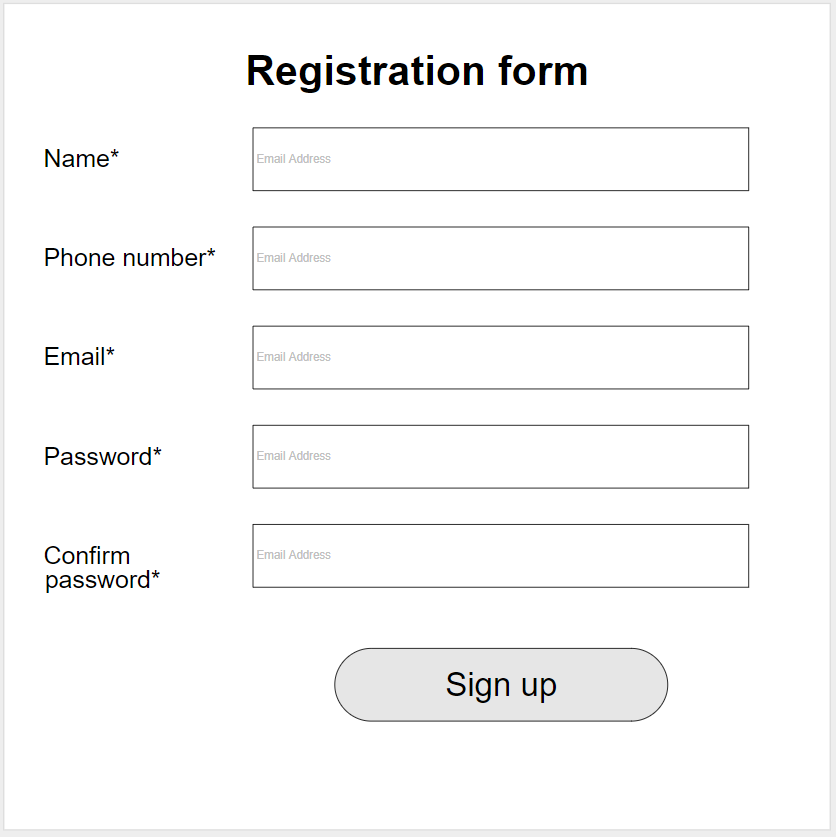 Registration form
Name*
Email Address
Phone number*
Email Address
Email*
Email Address
Password*
Email Address
Confirm
password*
Email Address
Sign up